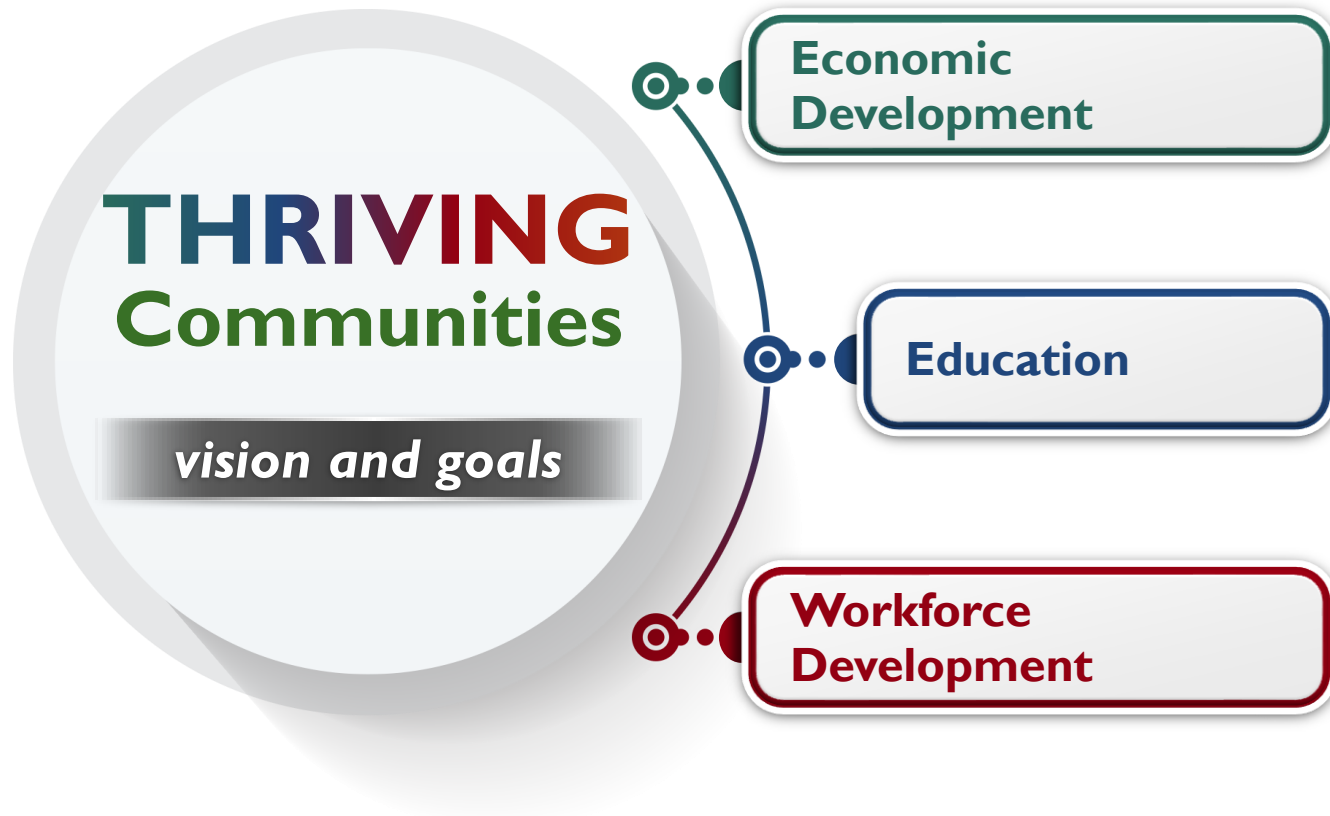 THRIVING
Communities
vision and goals
Economic
Development
Education
Workforce
Development